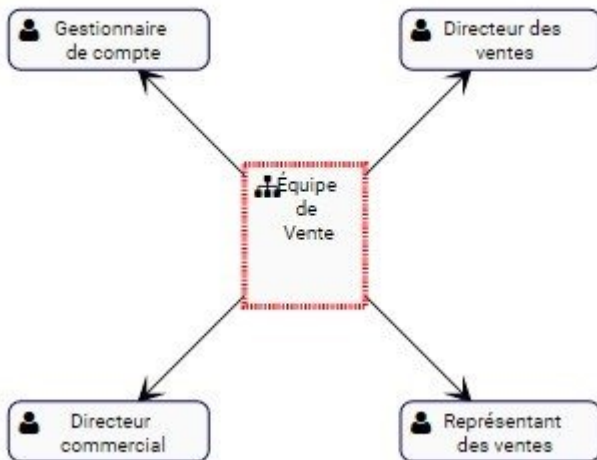 Gestionnaire
de compte
Directeur des
ventes
Équipe
de
Vente
Directeur
commercial
Représentant
des ventes